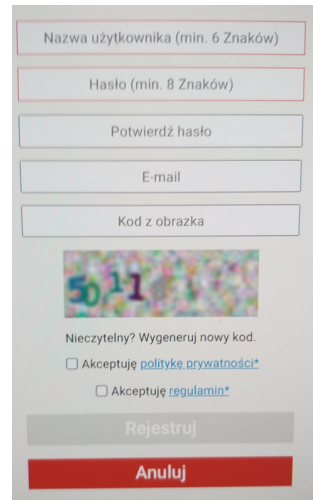 Nazwa użytkownika (min. 6 Znaków)
Hasło (min. 8 Znaków)
Potwierdź hasło
E-mail
Kod z obrazka
Nieczytelny? Wygeneruj nowy kod.
Akceptuję politykę prywatności*
Akceptuję regulamin*
Rejestruj
Anuluj